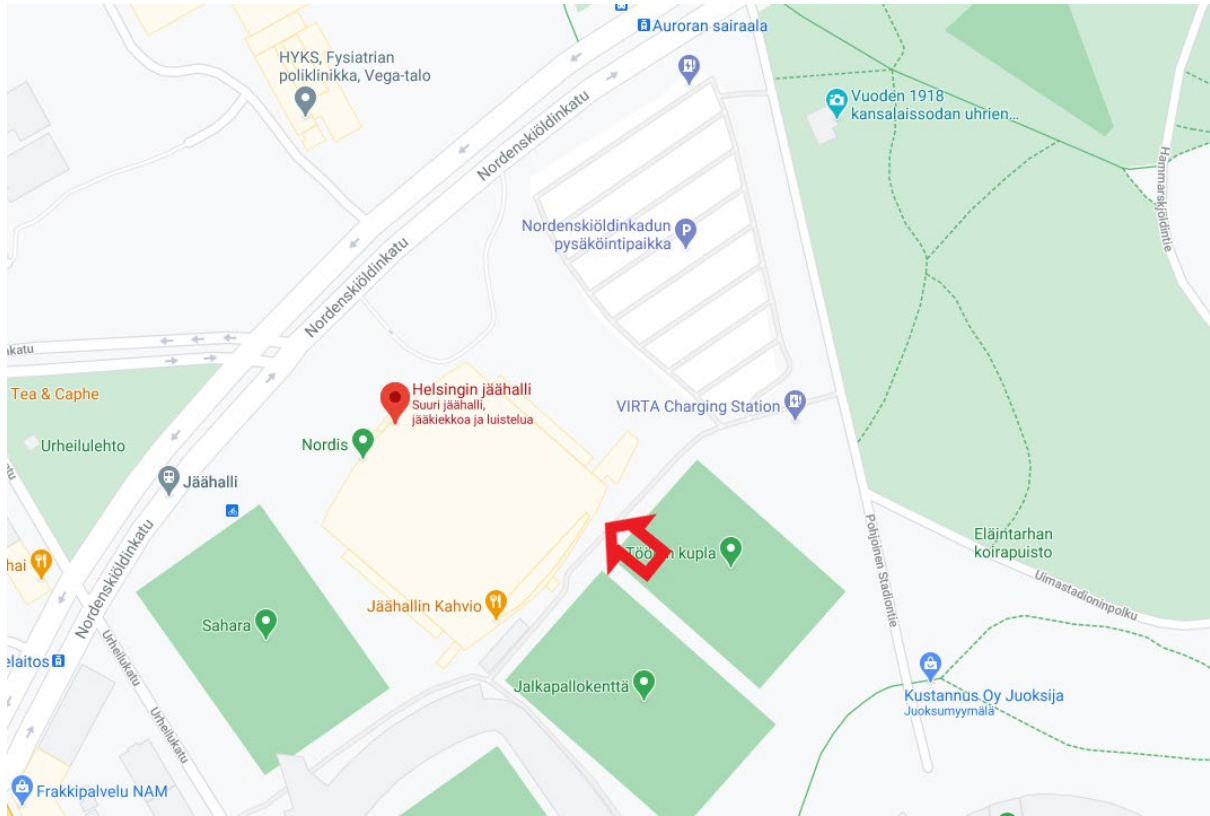 Auroran sairaala
HYKS, Fysiatrian
poliklinikka, Vega-talo
Vuoden 1918
kansalaissodan uhrien...
Nordenskiöldinkatu
Hammarskjöldintie
Nordenskiöldinkadun
pysäköintipaikka
P
Nordenskiöldinkatu
katu
Tea & Caphe
Helsingin jäähalli
Suuri jäähalli,
jääkiekkoa ja luistelua
VIRTA Charging Station
Nordis
Urheilulehto
Jäähalli
Nordenskiöldinkatu
Pohjoinen Stadiontie
Eläintarhan
koirapuisto
hai
kupla
Uimastadioninpolku
Jäähallin Kahvio
Sahara
elaitos
Urheilukatu
Jalkapallokenttä
Kustannus Oy Juoksija
Juoksumyymälä
Urheilukatu
Frakkipalvelu NAM